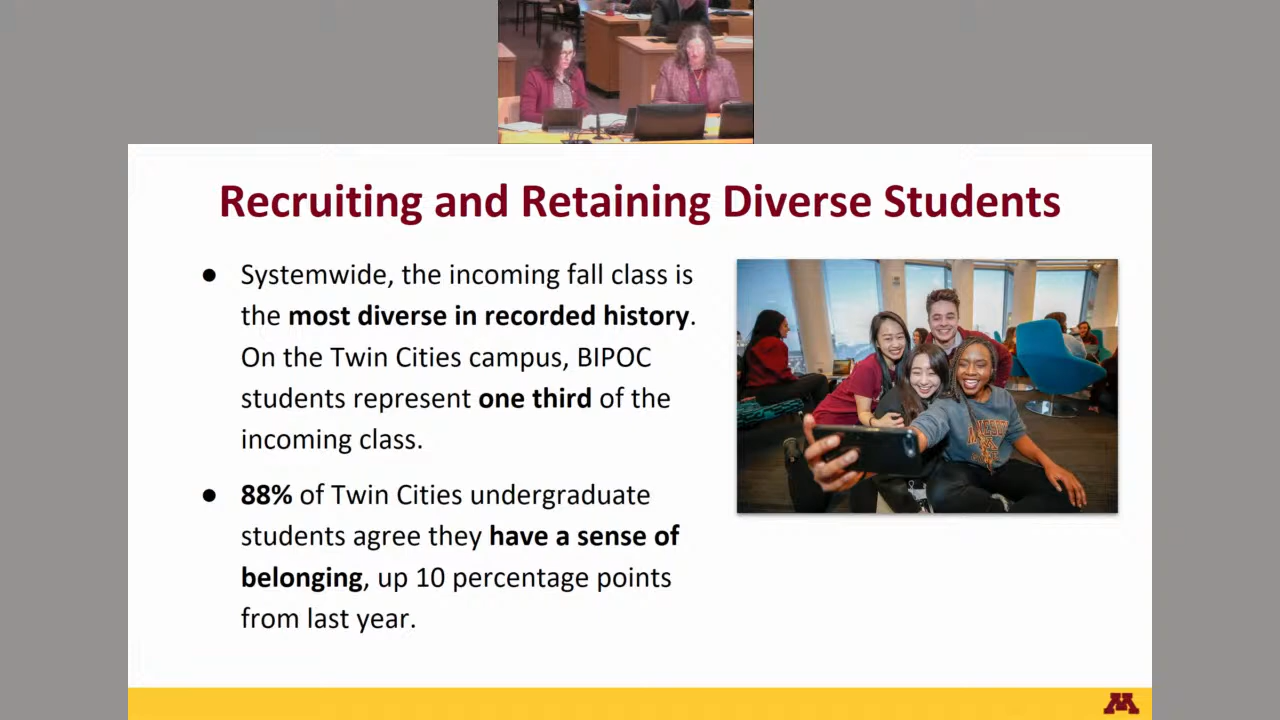 Recruiting and Retaining Diverse Students
● Systemwide, the incoming fall class is
the most diverse in recorded history.
On the Twin Cities campus, BIPOC
students represent one third of the
incoming class.
● 88% of Twin Cities undergraduate
students agree they have a sense of
belonging, up 10 percentage points
from last year.
M